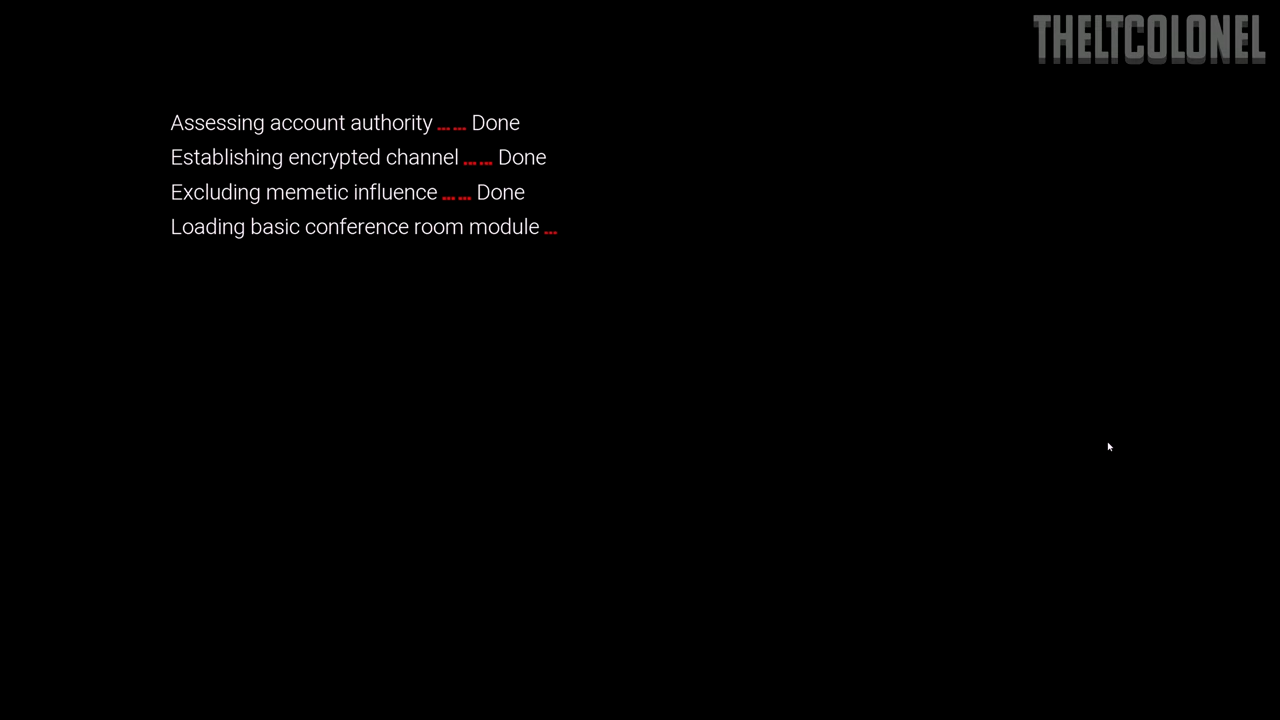 THELTCOLONEL
Assessing account authority ... ... Done
Establishing encrypted channel ... ... Done
Excluding memetic influence ... ... Done
Loading basic conference room module ...